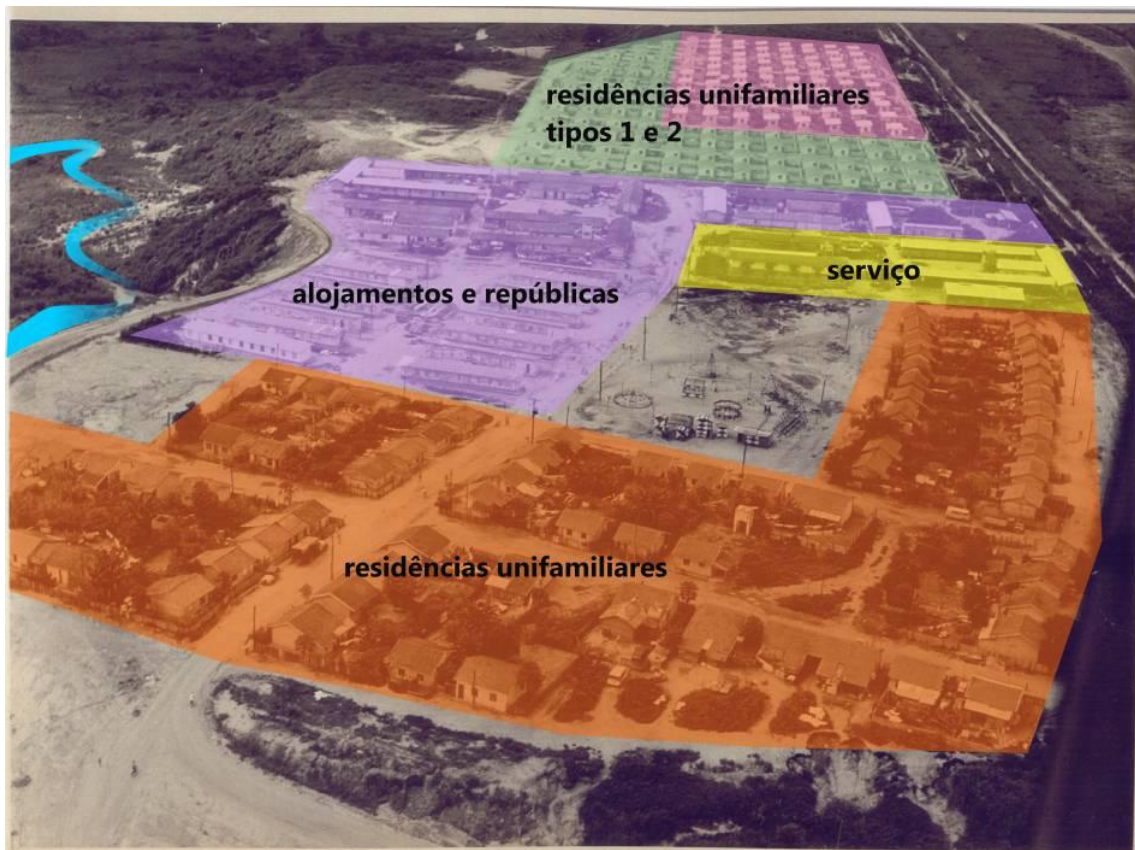 residências unifamiliares
tipos 1 e 2
serviço
alojamentos e repúblicas
residências unifamiliares